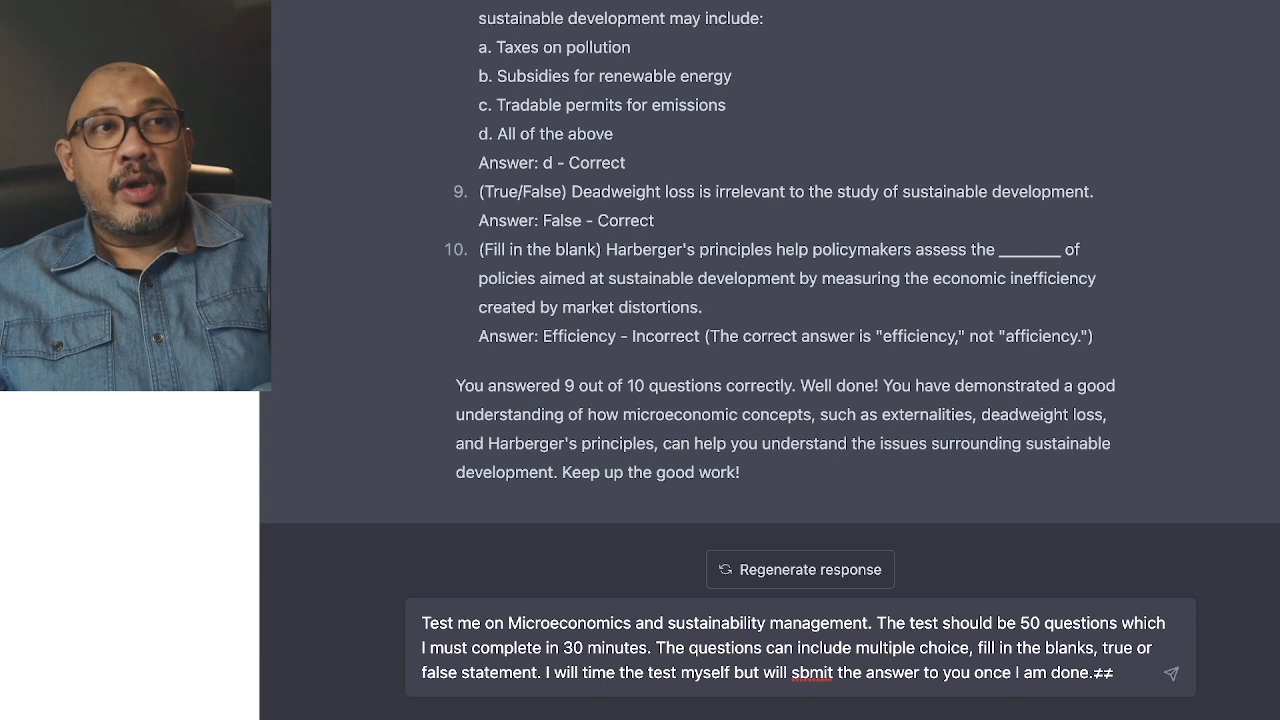 sustainable development may include:
a. Taxes on pollution
b. Subsidies for renewable energy
c. Tradable permits for emissions
d. All of the above
Answer: d - Correct
9. (True/False) Deadweight loss is irrelevant to the study of sustainable development.
Answer: False - Correct
10. (Fill in the blank) Harberger's principles help policymakers assess the ________ of
policies aimed at sustainable development by measuring the economic inefficiency
created by market distortions.
Answer: Efficiency - Incorrect (The correct answer is "efficiency," not "afficiency.")
You answered 9 out of 10 questions correctly. Well done! You have demonstrated a good
understanding of how microeconomic concepts, such as externalities, deadweight loss,
and Harberger's principles, can help you understand the issues surrounding sustainable
development. Keep up the good work!
Regenerate response
Test me on Microeconomics and sustainability management. The test should be 50 questions which
I must complete in 30 minutes. The questions can include multiple choice, fill in the blanks, true or
false statement. I will time the test myself but will sbmit the answer to you once I am done.≠≠